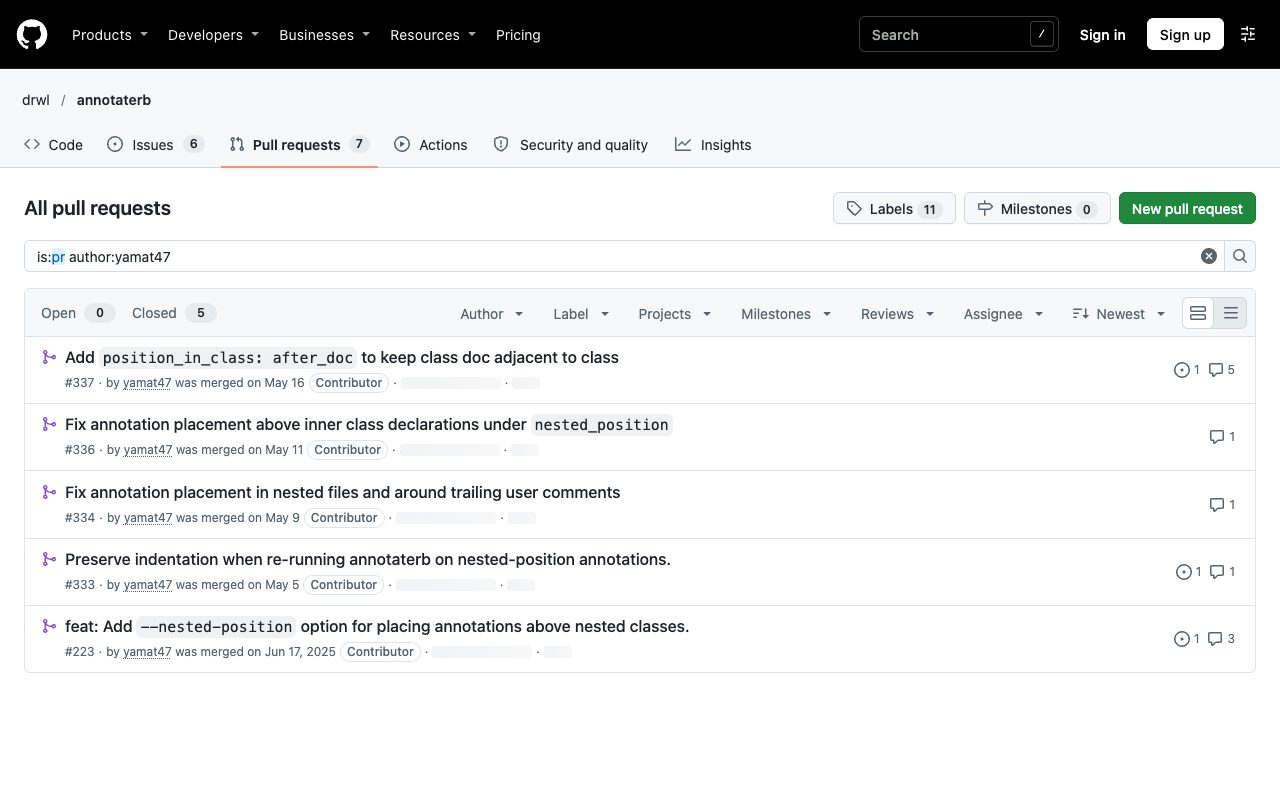 Products Developers Businesses Resources Pricing Search / Sign in Sign up
drwl / annotaterb
Code Issues 6 Pull requests 7 Actions Security and quality Insights
All pull requests Labels 11 Milestones 0 New pull request
is:pr author:yamat47
Open 0 Closed 5 Author Label Projects Milestones Reviews Assignee Newest
Add position_in_class: after_doc to keep class doc adjacent to class
#337 · by yamat47 was merged on May 16 Contributor · · 1 5
Fix annotation placement above inner class declarations under nested_position
#336 · by yamat47 was merged on May 11 Contributor · · 1
Fix annotation placement in nested files and around trailing user comments
#334 · by yamat47 was merged on May 9 Contributor · · 1
Preserve indentation when re-running annotaterb on nested-position annotations.
#333 · by yamat47 was merged on May 5 Contributor · · 1 1
feat: Add --nested-position option for placing annotations above nested classes.
#223 · by yamat47 was merged on Jun 17, 2025 Contributor · · 1 3